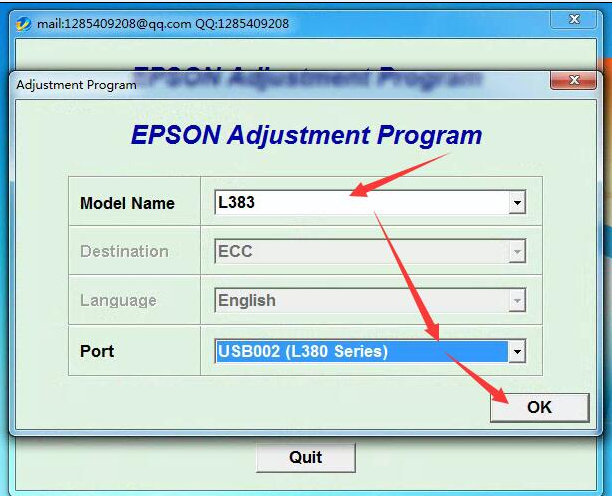 mail:1285409208@qq.com QQ:1285409208
EPSON Adjustment Program
Adjustment Program
EPSON Adjustment Program
Model Name L383
Destination ECC
Language English
Port USB002 (L380 Series)
OK
Quit